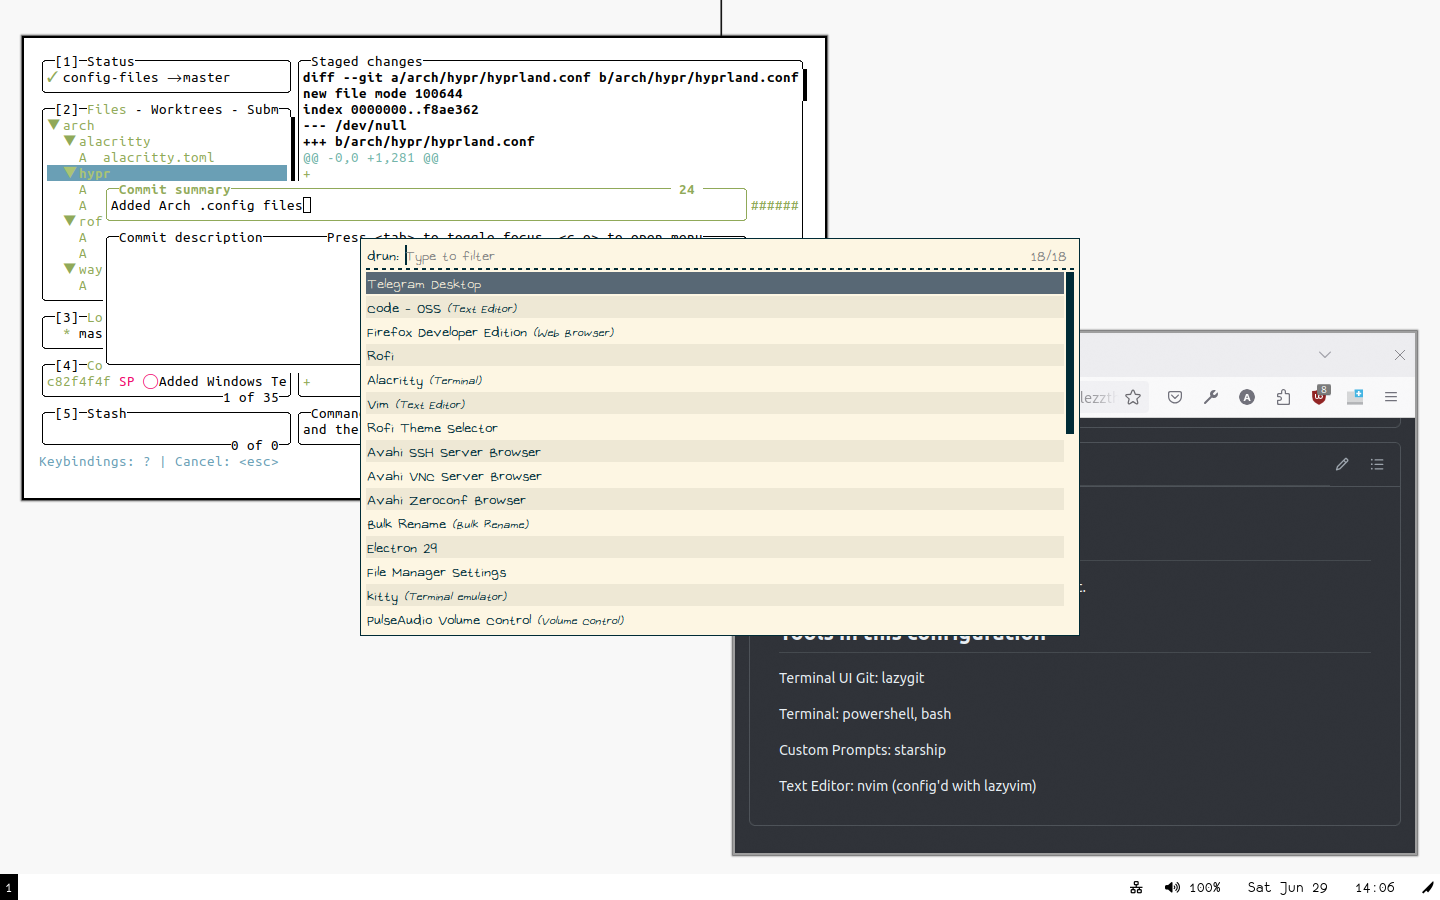 [1] Status
✓ config-files → master
[2] Files - Worktrees - Subm
▼ arch
▼ alacritty
A alacritty.toml
▼ hypr
A
A
▼ rof
A
A
▼ way
A
[3] Lo
* mas
[4] Co
c82f4f4f SP ◯ Added Windows Te
1 of 35
[5] Stash
0 of 0
Keybindings: ? | Cancel: <esc>
Staged changes
diff --git a/arch/hypr/hyprland.conf b/arch/hypr/hyprland.conf
new file mode 100644
index 0000000..f8ae362
--- /dev/null
+++ b/arch/hypr/hyprland.conf
@@ -0,0 +1,281 @@
+
######
Commit summary 24
Added Arch .config files
Commit description Press <tab> to toggle focus, <c-o> to open menu
+
Comman
and the
drun: Type to filter 18/18
Telegram Desktop
Code - OSS (Text Editor)
Firefox Developer Edition (Web Browser)
Rofi
Alacritty (Terminal)
Vim (Text Editor)
Rofi Theme Selector
Avahi SSH Server Browser
Avahi VNC Server Browser
Avahi Zeroconf Browser
Bulk Rename (Bulk Rename)
Electron 29
File Manager Settings
kitty (Terminal emulator)
PulseAudio Volume Control (Volume Control)
lezzth
A
8
t.
Tools in this configuration
Terminal UI Git: lazygit
Terminal: powershell, bash
Custom Prompts: starship
Text Editor: nvim (config'd with lazyvim)
1
100% Sat Jun 29 14:06